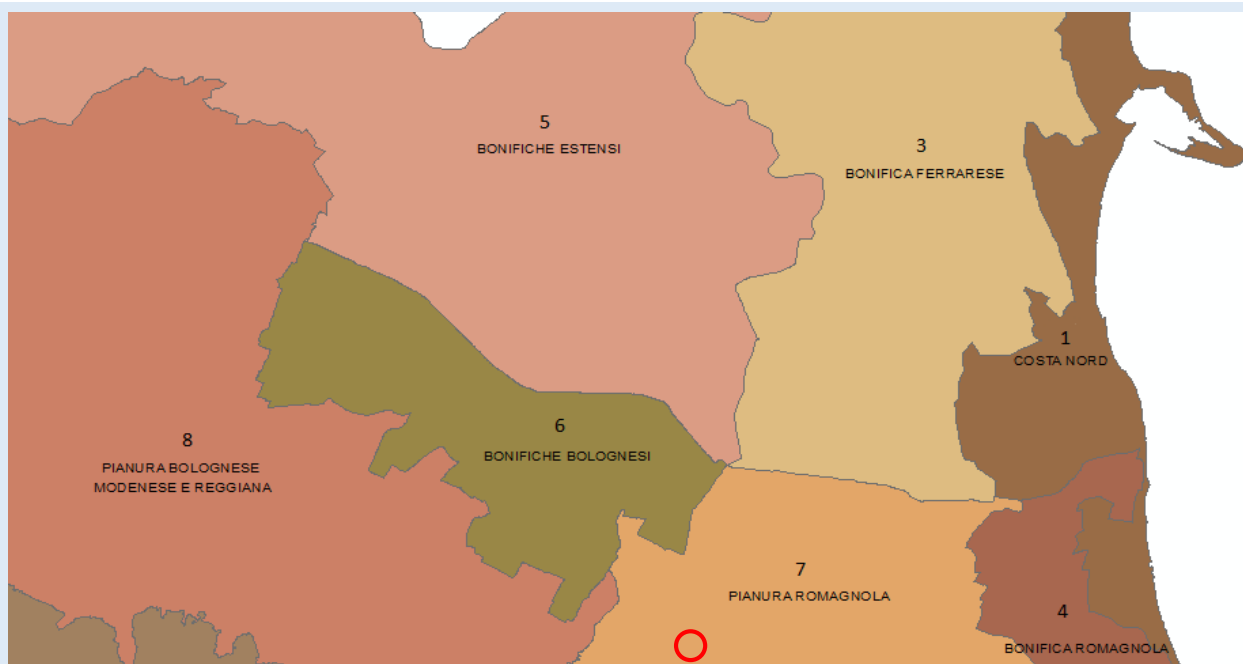 5
BONIFICHE ESTENSI
3
BONIFICA FERRARESE
1
COSTA NORD
6
BONIFICHE BOLOGNESI
8
PIANURA BOLOGNESE
MODENESE E REGGIANA
7
PIANURA ROMAGNOLA
4
BONIFICA ROMAGNOLA